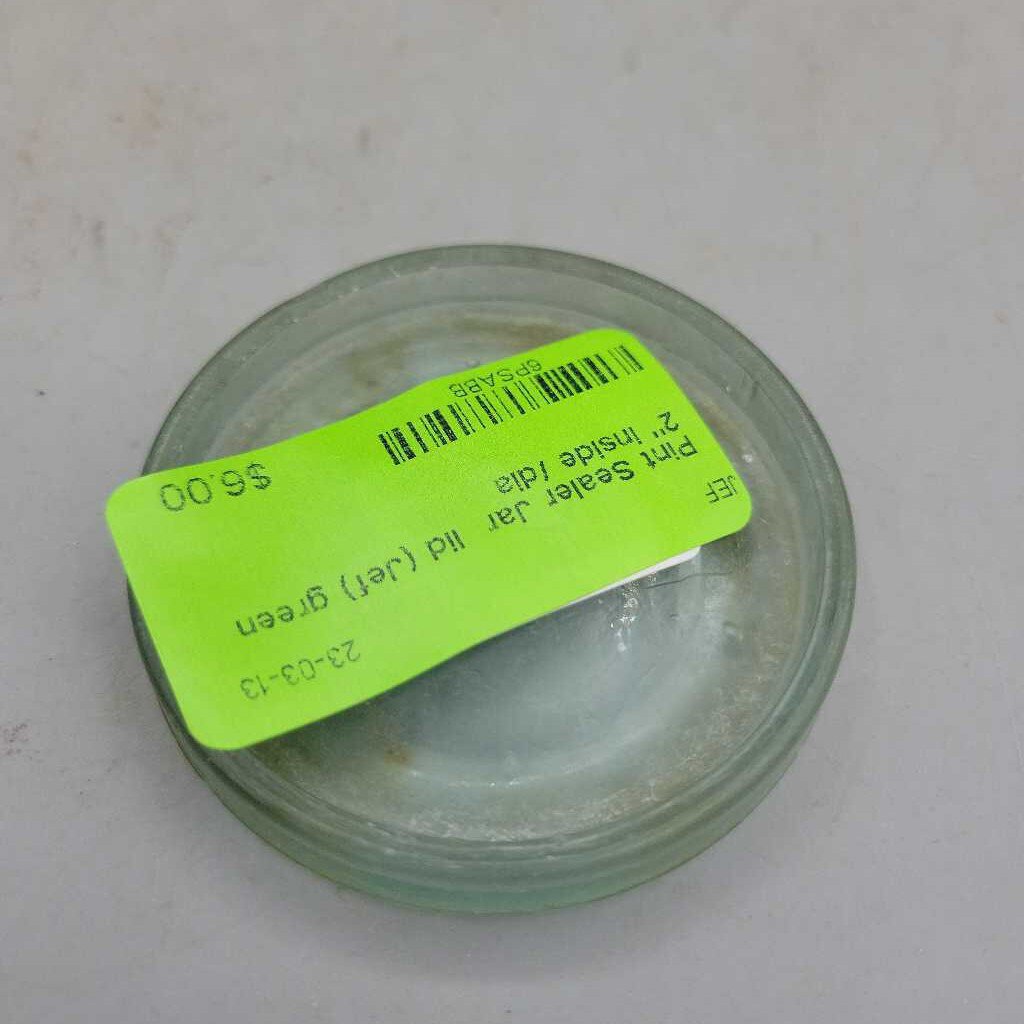 JEF
Pint Sealer Jar lid (Jef) green
2" inside /dia
6PSABB
$6.00
23-03-13